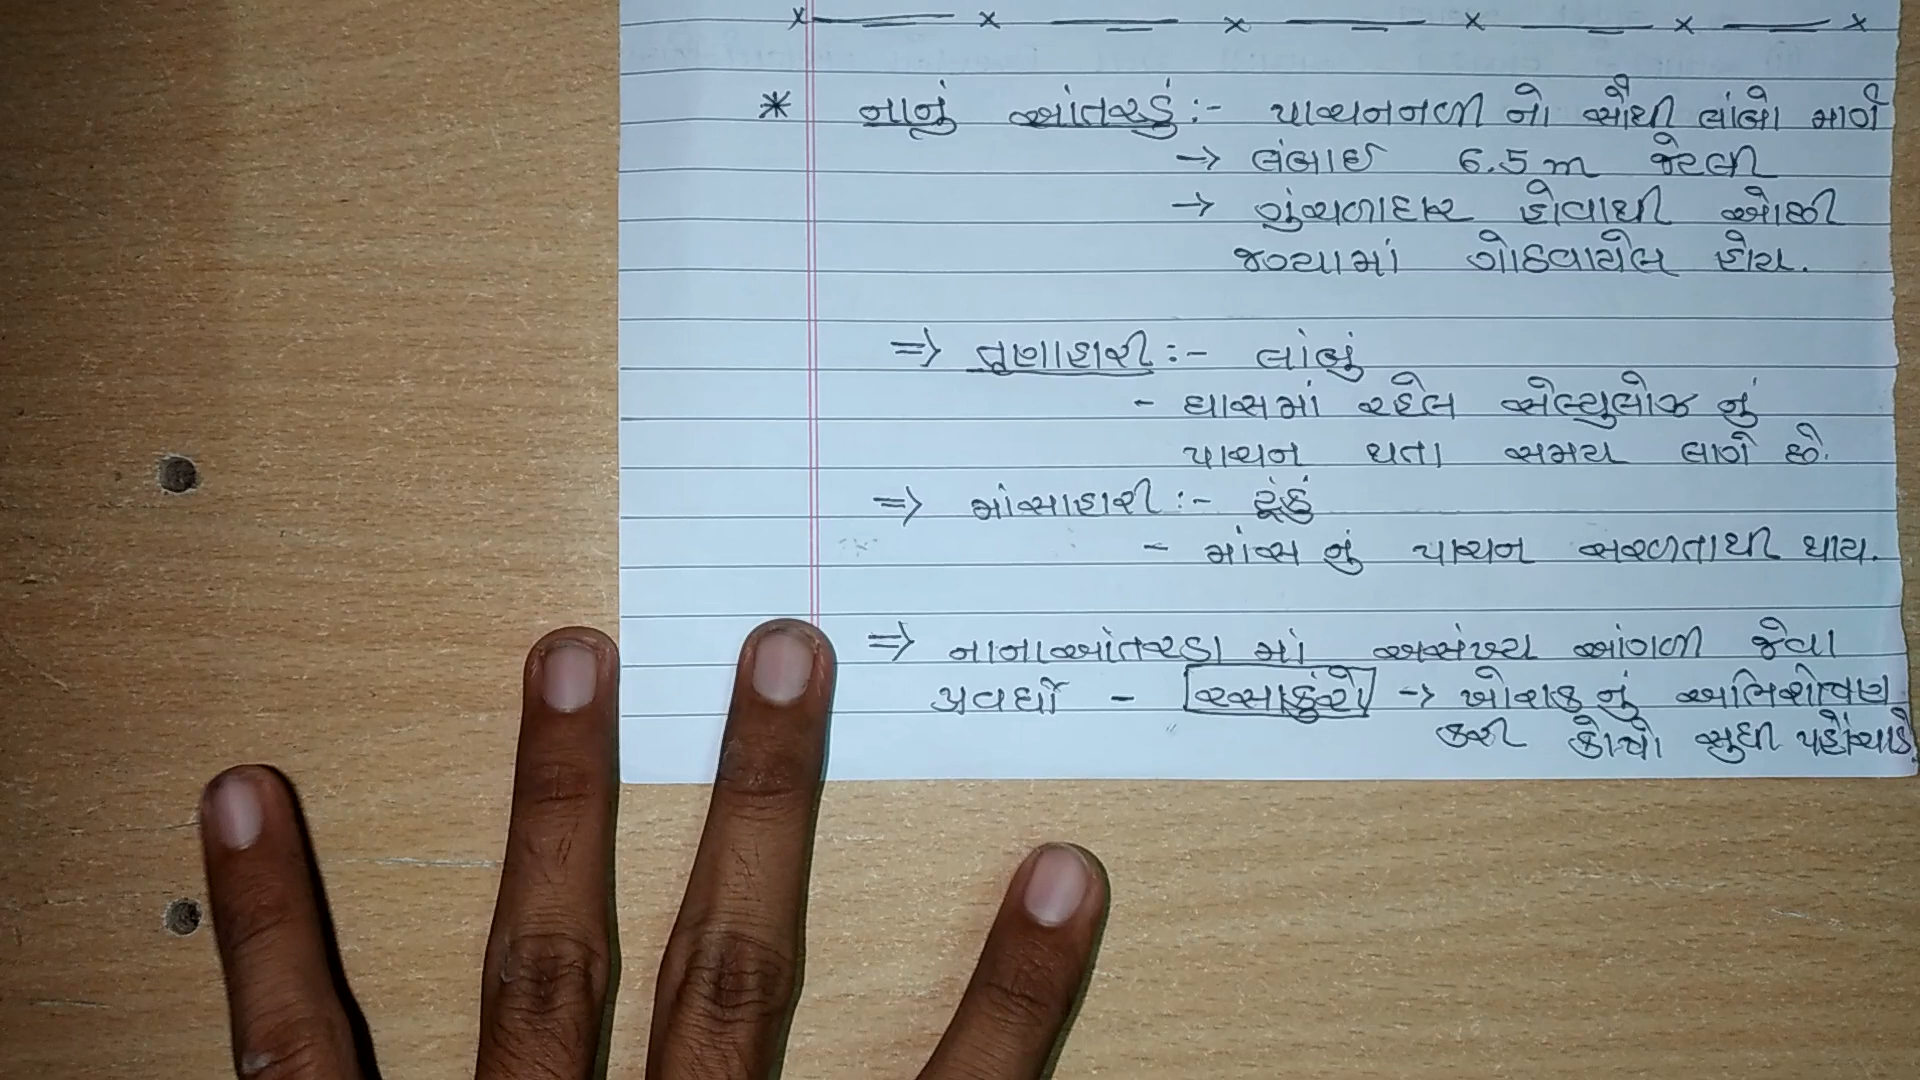 * નાનું આંતરડું :- પાચનનળી નો સૌથી લાંબો માર્ગ
→ લંબાઈ 6.5 m જેટલી
→ ગુંચળાદાર હોવાથી ઓછી
જગ્યામાં ગોઠવાયેલ હોય.
⇒ તૃણાહારી :- લાંબું
- ઘાસમાં રહેલ સેલ્યુલોઝ નું
પાચન થતા સમય લાગે છે.
⇒ માંસાહારી :- ટૂંકું
- માંસ નું પાચન સરળતાથી થાય.
⇒ નાનાઆંતરડા માં અસંખ્ય આંગળી જેવા
પ્રવર્ધો - રસાંકુરો → ખોરાક નું અભિશોષણ
કરી કોષો સુધી પહોંચાડે.